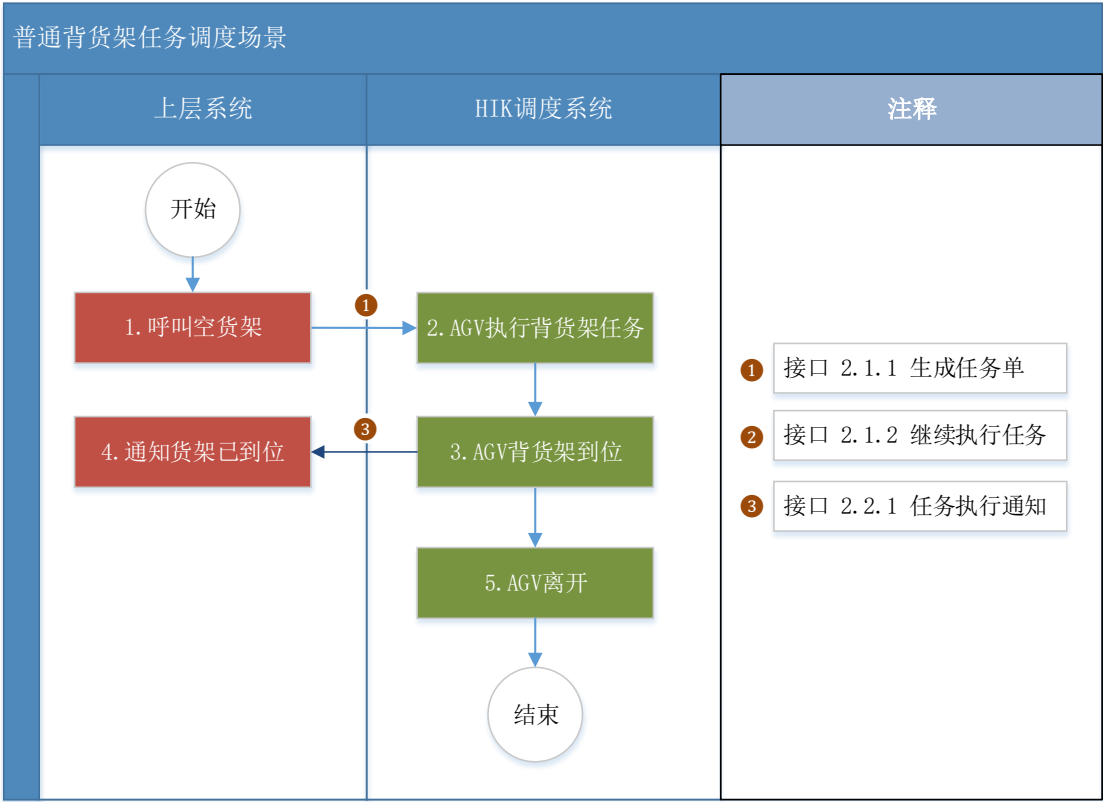 普通背货架任务调度场景
上层系统
HIK调度系统
注释
开始
1.呼叫空货架
1
2.AGV执行背货架任务
4.通知货架已到位
3
3.AGV背货架到位
5.AGV离开
结束
1 接口 2.1.1 生成任务单
2 接口 2.1.2 继续执行任务
3 接口 2.2.1 任务执行通知